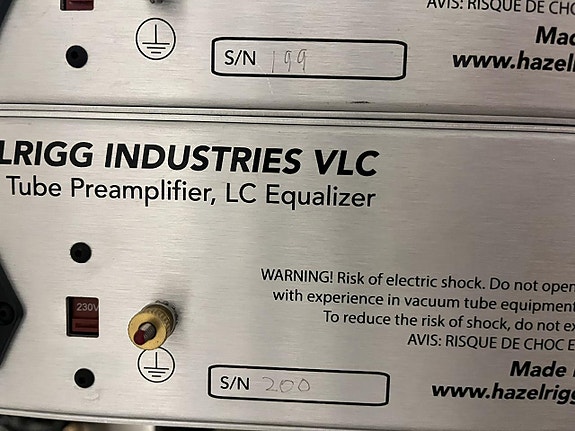 AVIS: RISQUE DE CHOC
S/N 199
Mad
www.hazel
LRIGG INDUSTRIES VLC
Tube Preamplifier, LC Equalizer
230V
WARNING! Risk of electric shock. Do not open
with experience in vacuum tube equipment
To reduce the risk of shock, do not ex
AVIS: RISQUE DE CHOC E
S/N 200
Made
www.hazelrigg